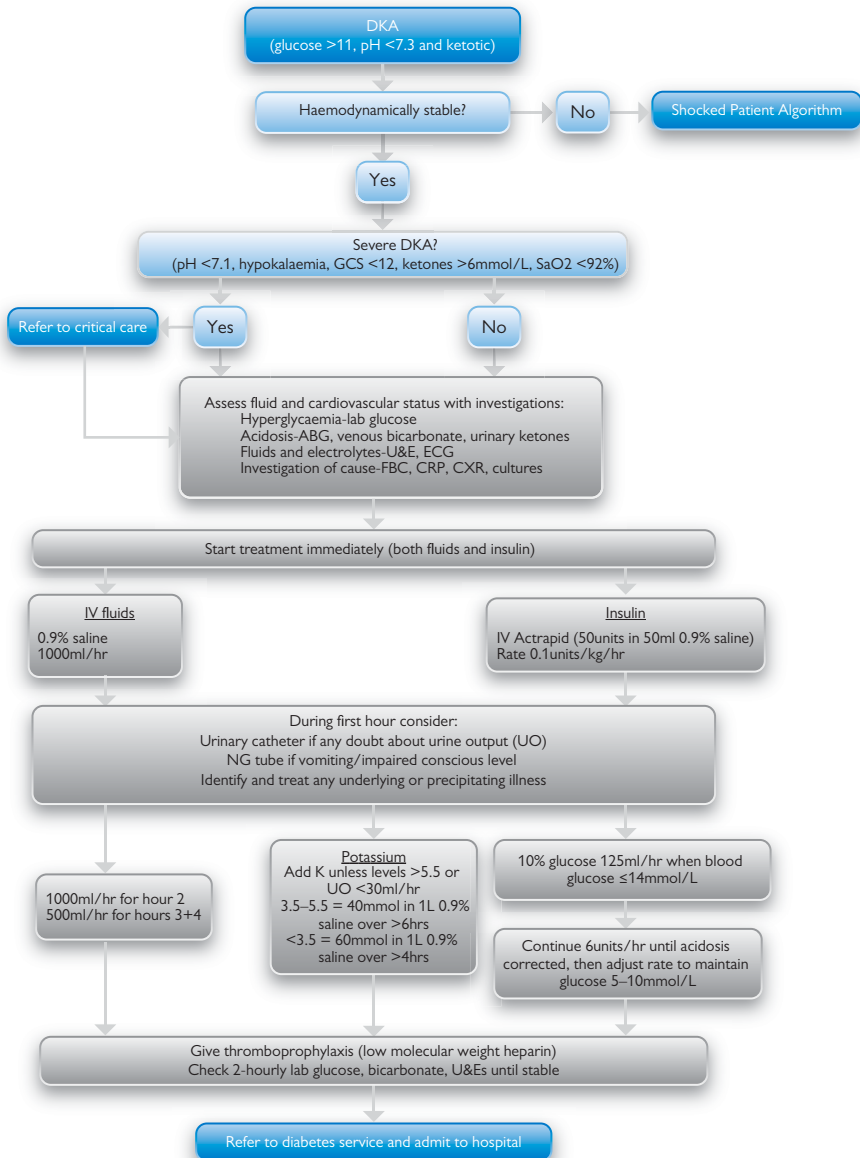 DKA
(glucose >11, pH <7.3 and ketotic)
Haemodynamically stable?
No
Shocked Patient Algorithm
Yes
Severe DKA?
(pH <7.1, hypokalaemia, GCS <12, ketones >6mmol/L, SaO2 <92%)
Refer to critical care
Yes
No
Assess fluid and cardiovascular status with investigations:
Hyperglycaemia-lab glucose
Acidosis-ABG, venous bicarbonate, urinary ketones
Fluids and electrolytes-U&E, ECG
Investigation of cause-FBC, CRP, CXR, cultures
Start treatment immediately (both fluids and insulin)
IV fluids
0.9% saline
1000ml/hr
Insulin
IV Actrapid (50units in 50ml 0.9% saline)
Rate 0.1units/kg/hr
During first hour consider:
Urinary catheter if any doubt about urine output (UO)
NG tube if vomiting/impaired conscious level
Identify and treat any underlying or precipitating illness
1000ml/hr for hour 2
500ml/hr for hours 3+4
Potassium
Add K unless levels >5.5 or
UO <30ml/hr
3.5–5.5 = 40mmol in 1L 0.9%
saline over >6hrs
<3.5 = 60mmol in 1L 0.9%
saline over >4hrs
10% glucose 125ml/hr when blood
glucose ≤14mmol/L
Continue 6units/hr until acidosis
corrected, then adjust rate to maintain
glucose 5–10mmol/L
Give thromboprophylaxis (low molecular weight heparin)
Check 2-hourly lab glucose, bicarbonate, U&Es until stable
Refer to diabetes service and admit to hospital